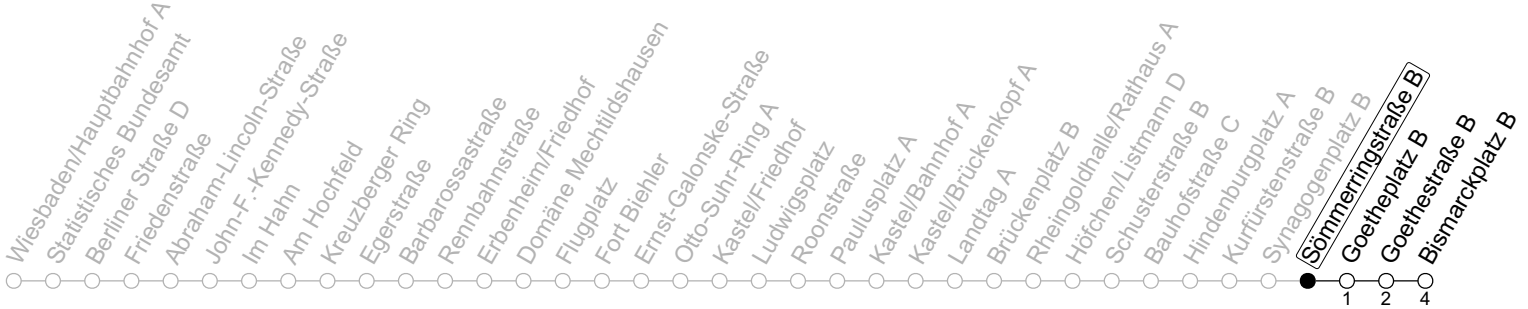 Wiesbaden/Hauptbahnhof A
Statistisches Bundesamt
Berliner Straße D
Friedenstraße
Abraham-Lincoln-Straße
John-F.-Kennedy-Straße
Im Hahn
Am Hochfeld
Kreuzberger Ring
Egerstraße
Barbarossastraße
Rennbahnstraße
Erbenheim/Friedhof
Domäne Mechtildshausen
Flugplatz
Fort Biehler
Ernst-Galonske-Straße
Otto-Suhr-Ring A
Kastel/Friedhof
Ludwigsplatz
Roonstraße
Paulusplatz A
Kastel/Bahnhof A
Kastel/Brückenkopf A
Landtag A
Brückenplatz B
Rheingoldhalle/Rathaus A
Höfchen/Listmann D
Schusterstraße B
Bauhofstraße C
Hindenburgplatz A
Kurfürstenstraße B
Synagogenplatz B
Sömmerringstraße B
Goetheplatz B
Goethestraße B
Bismarckplatz B
1 2 4